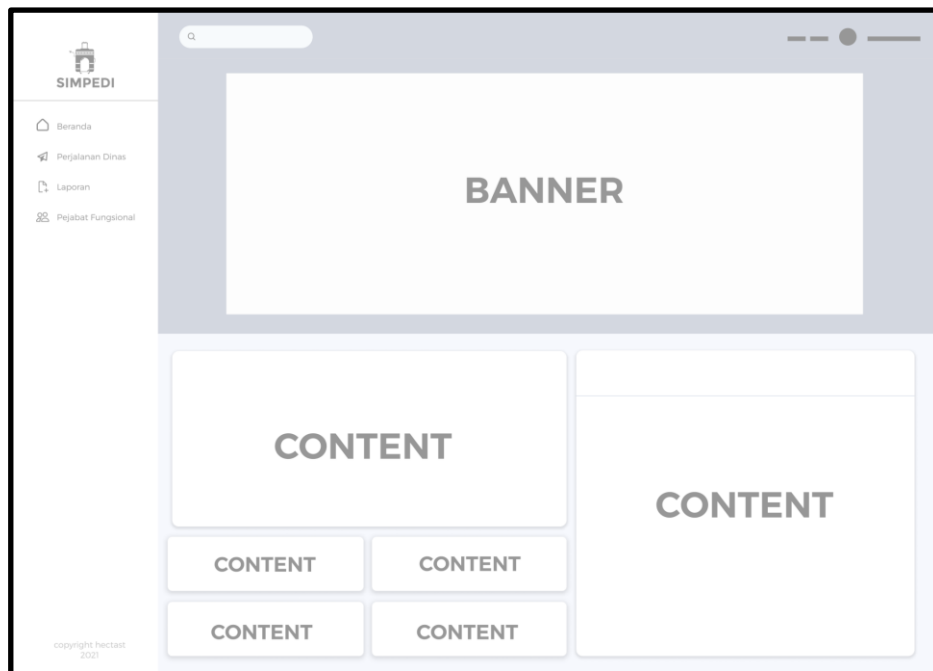 SIMPEDI
Beranda
Perjalanan Dinas
Laporan
Pejabat Fungsional
copyright hectast
2021
BANNER
CONTENT
CONTENT
CONTENT
CONTENT
CONTENT
CONTENT